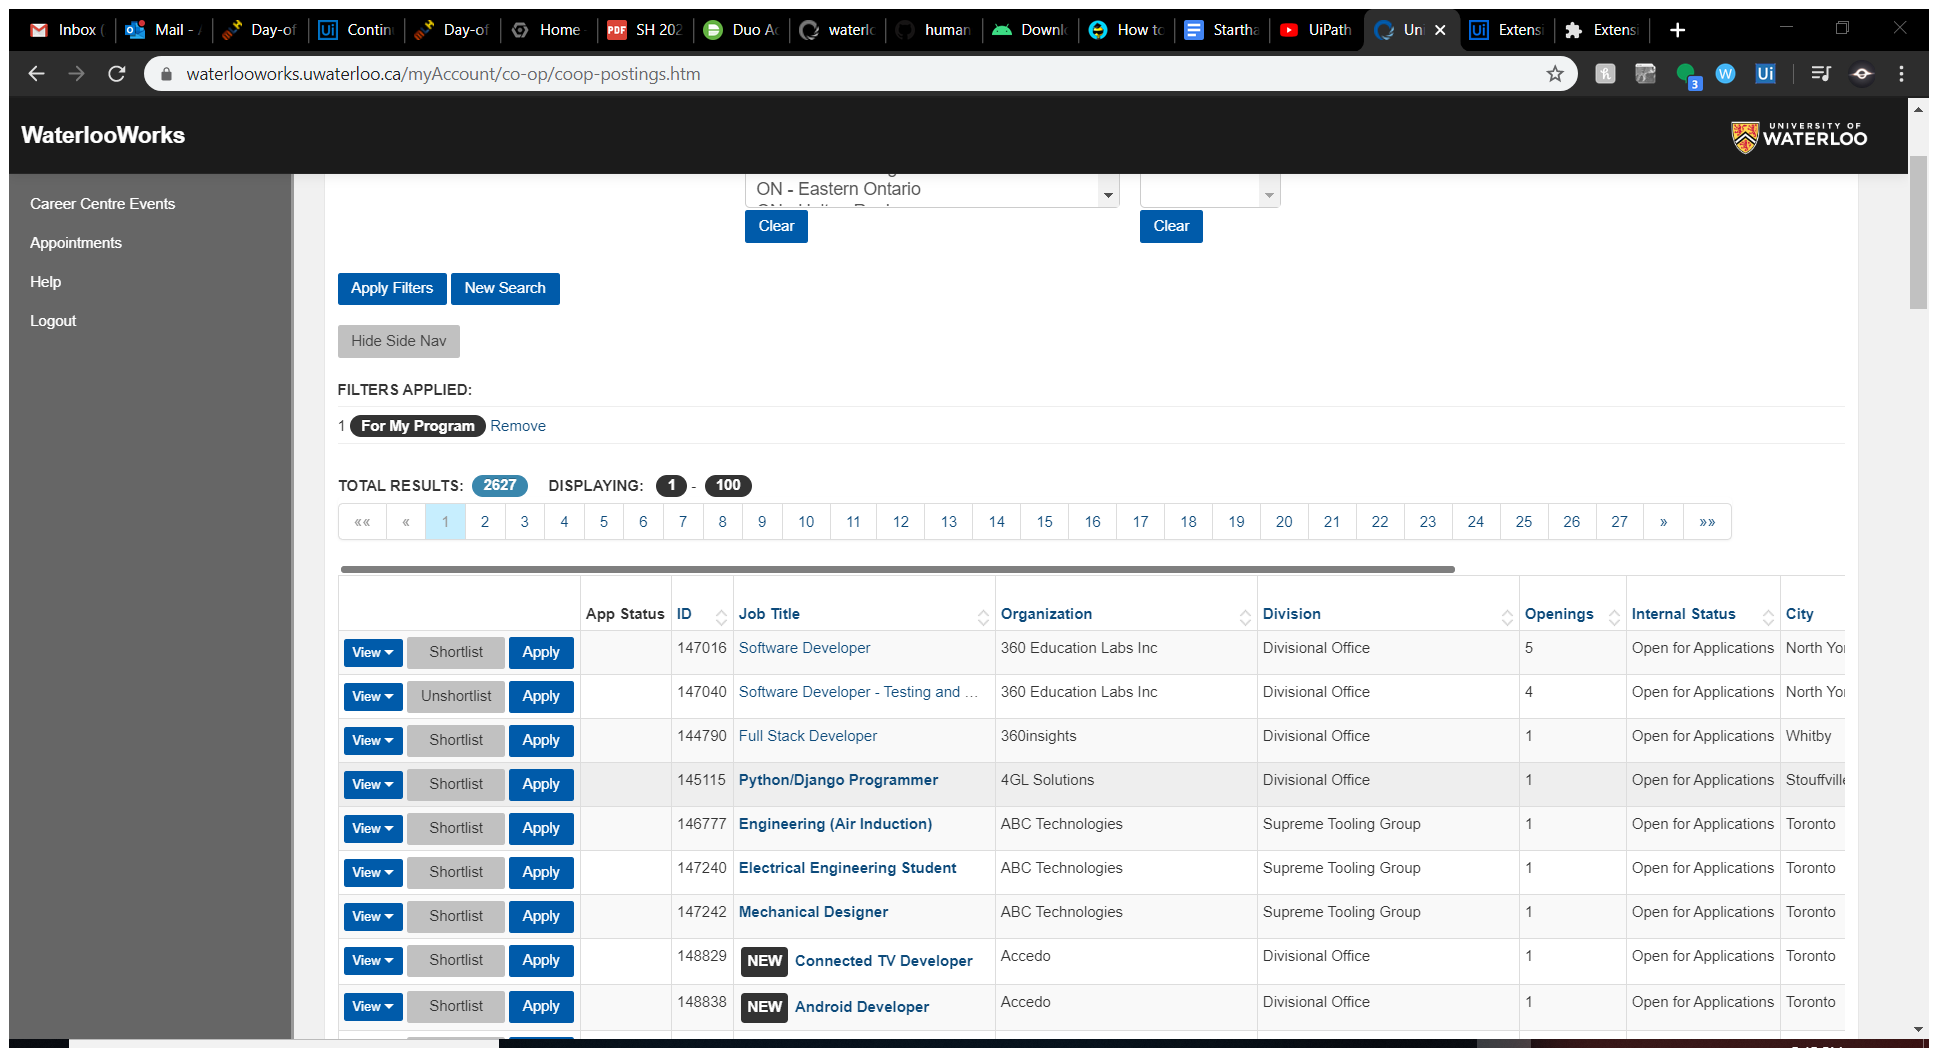 Inbox (
Mail - A
Day-of
Contin
Day-of
Home
PDF SH 202
Duo Ac
waterlo
human
Downlo
How to
Startha
UiPath
Uni
Extens
Extens
waterlooworks.uwaterloo.ca/myAccount/co-op/coop-postings.htm
3
W
Ui
WaterlooWorks
UNIVERSITY OF
WATERLOO
Career Centre Events
Appointments
Help
Logout
ON - Eastern Ontario
Clear Clear
Apply Filters New Search
Hide Side Nav
FILTERS APPLIED:
1 For My Program Remove
TOTAL RESULTS: 2627 DISPLAYING: 1 - 100
«« « 1 2 3 4 5 6 7 8 9 10 11 12 13 14 15 16 17 18 19 20 21 22 23 24 25 26 27 » »»
App Status ID Job Title Organization Division Openings Internal Status City
View Shortlist Apply 147016 Software Developer 360 Education Labs Inc Divisional Office 5 Open for Applications North Yo
View Unshortlist Apply 147040 Software Developer - Testing and ... 360 Education Labs Inc Divisional Office 4 Open for Applications North Yo
View Shortlist Apply 144790 Full Stack Developer 360insights Divisional Office 1 Open for Applications Whitby
View Shortlist Apply 145115 Python/Django Programmer 4GL Solutions Divisional Office 1 Open for Applications Stouffville
View Shortlist Apply 146777 Engineering (Air Induction) ABC Technologies Supreme Tooling Group 1 Open for Applications Toronto
View Shortlist Apply 147240 Electrical Engineering Student ABC Technologies Supreme Tooling Group 1 Open for Applications Toronto
View Shortlist Apply 147242 Mechanical Designer ABC Technologies Supreme Tooling Group 1 Open for Applications Toronto
View Shortlist Apply 148829 NEW Connected TV Developer Accedo Divisional Office 1 Open for Applications Toronto
View Shortlist Apply 148838 NEW Android Developer Accedo Divisional Office 1 Open for Applications Toronto